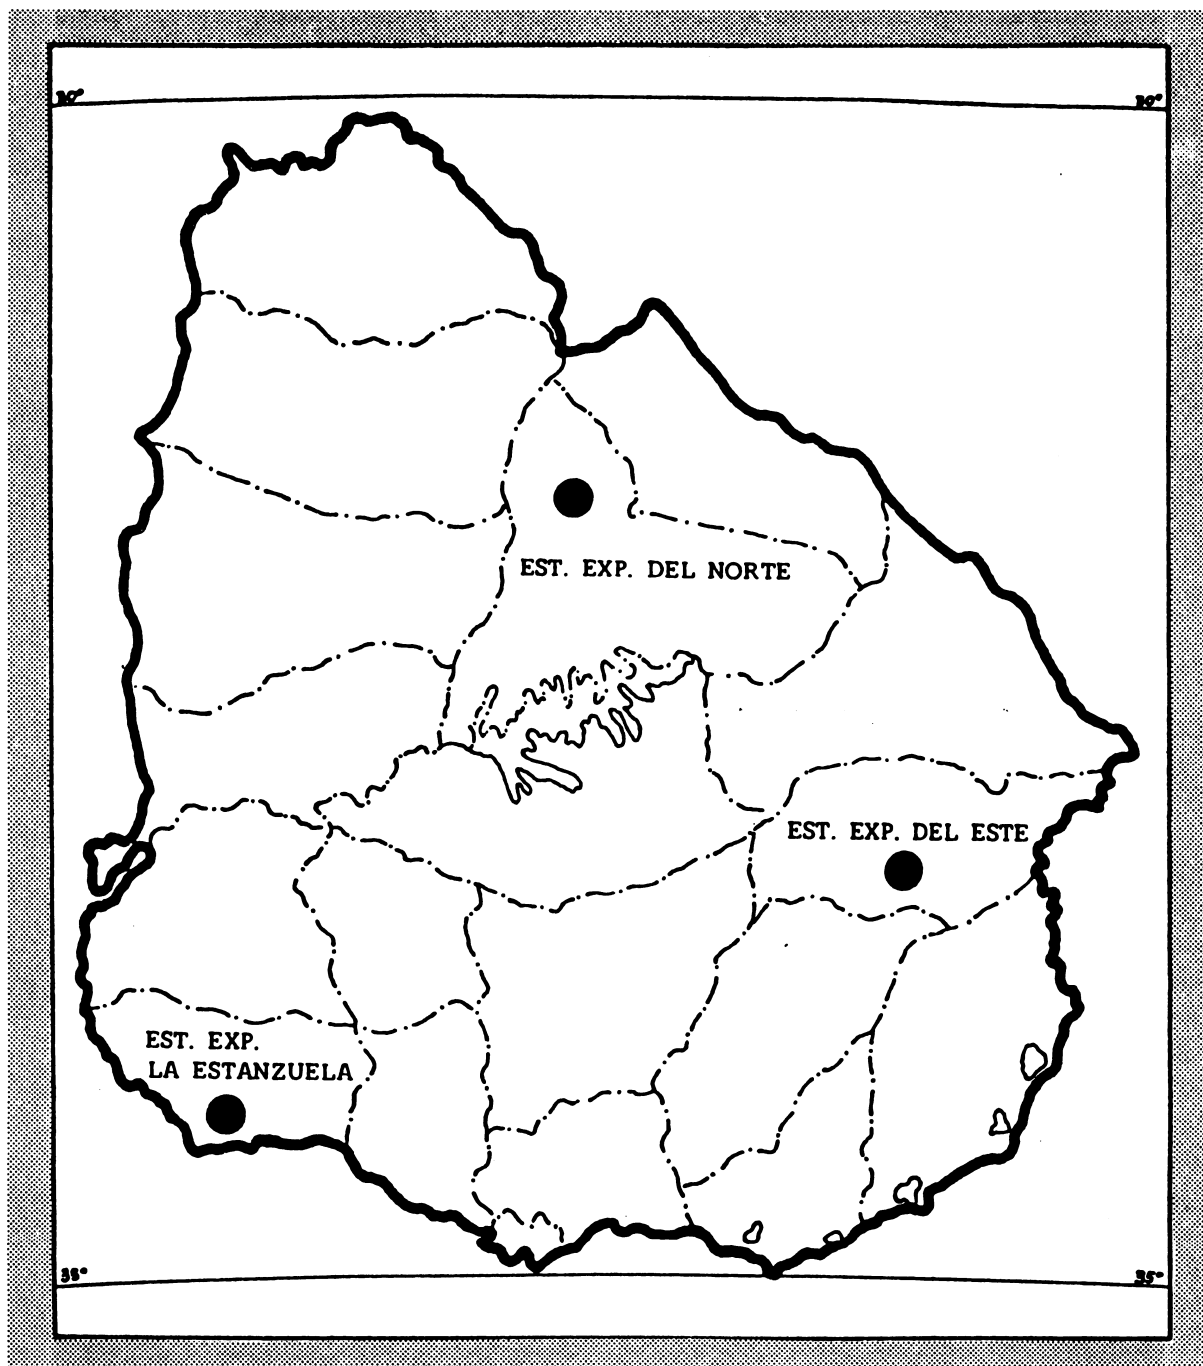 30° 30°
EST. EXP. DEL NORTE
EST. EXP. DEL ESTE
EST. EXP.
LA ESTANZUELA
35° 35°